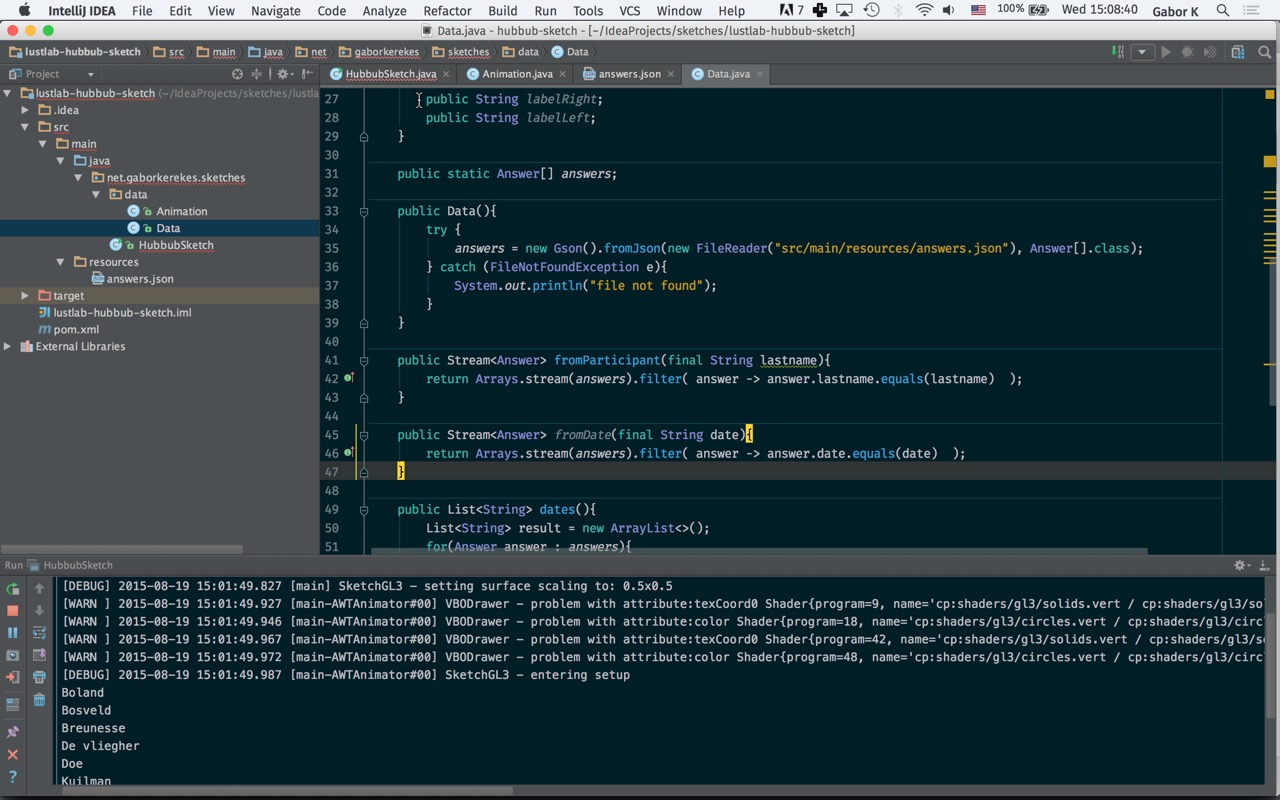 IntelliJ IDEA File Edit View Navigate Code Analyze Refactor Build Run Tools VCS Window Help 7 100% Wed 15:08:40 Gabor K
Data.java - hubbub-sketch - [~/IdeaProjects/sketches/lustlab-hubbub-sketch]
lustlab-hubbub-sketch src main java net gaborkerekes sketches data Data
Project
HubbubSketch.java Animation.java answers.json Data.java
lustlab-hubbub-sketch (~/IdeaProjects/sketches/lustla
.idea
src
main
java
net.gaborkerekes.sketches
data
Animation
Data
HubbubSketch
resources
answers.json
target
lustlab-hubbub-sketch.iml
pom.xml
External Libraries
27 public String labelRight;
28 public String labelLeft;
29 }
30
31 public static Answer[] answers;
32
33 public Data(){
34 try {
35 answers = new Gson().fromJson(new FileReader("src/main/resources/answers.json"), Answer[].class);
36 } catch (FileNotFoundException e){
37 System.out.println("file not found");
38 }
39 }
40
41 public Stream<Answer> fromParticipant(final String lastname){
42 return Arrays.stream(answers).filter( answer -> answer.lastname.equals(lastname) );
43 }
44
45 public Stream<Answer> fromDate(final String date){
46 return Arrays.stream(answers).filter( answer -> answer.date.equals(date) );
47 }
48
49 public List<String> dates(){
50 List<String> result = new ArrayList<>();
51 for(Answer answer : answers){
Run HubbubSketch
[DEBUG] 2015-08-19 15:01:49.827 [main] SketchGL3 - setting surface scaling to: 0.5x0.5
[WARN ] 2015-08-19 15:01:49.927 [main-AWTAnimator#00] VBODrawer - problem with attribute:texCoord0 Shader{program=9, name='cp:shaders/gl3/solids.vert / cp:shaders/gl3/so
[WARN ] 2015-08-19 15:01:49.946 [main-AWTAnimator#00] VBODrawer - problem with attribute:color Shader{program=18, name='cp:shaders/gl3/circles.vert / cp:shaders/gl3/circ
[WARN ] 2015-08-19 15:01:49.967 [main-AWTAnimator#00] VBODrawer - problem with attribute:texCoord0 Shader{program=42, name='cp:shaders/gl3/solids.vert / cp:shaders/gl3/s
[WARN ] 2015-08-19 15:01:49.972 [main-AWTAnimator#00] VBODrawer - problem with attribute:color Shader{program=48, name='cp:shaders/gl3/circles.vert / cp:shaders/gl3/circ
[DEBUG] 2015-08-19 15:01:49.987 [main-AWTAnimator#00] SketchGL3 - entering setup
Boland
Bosveld
Breunesse
De vliegher
Doe
Kuilman